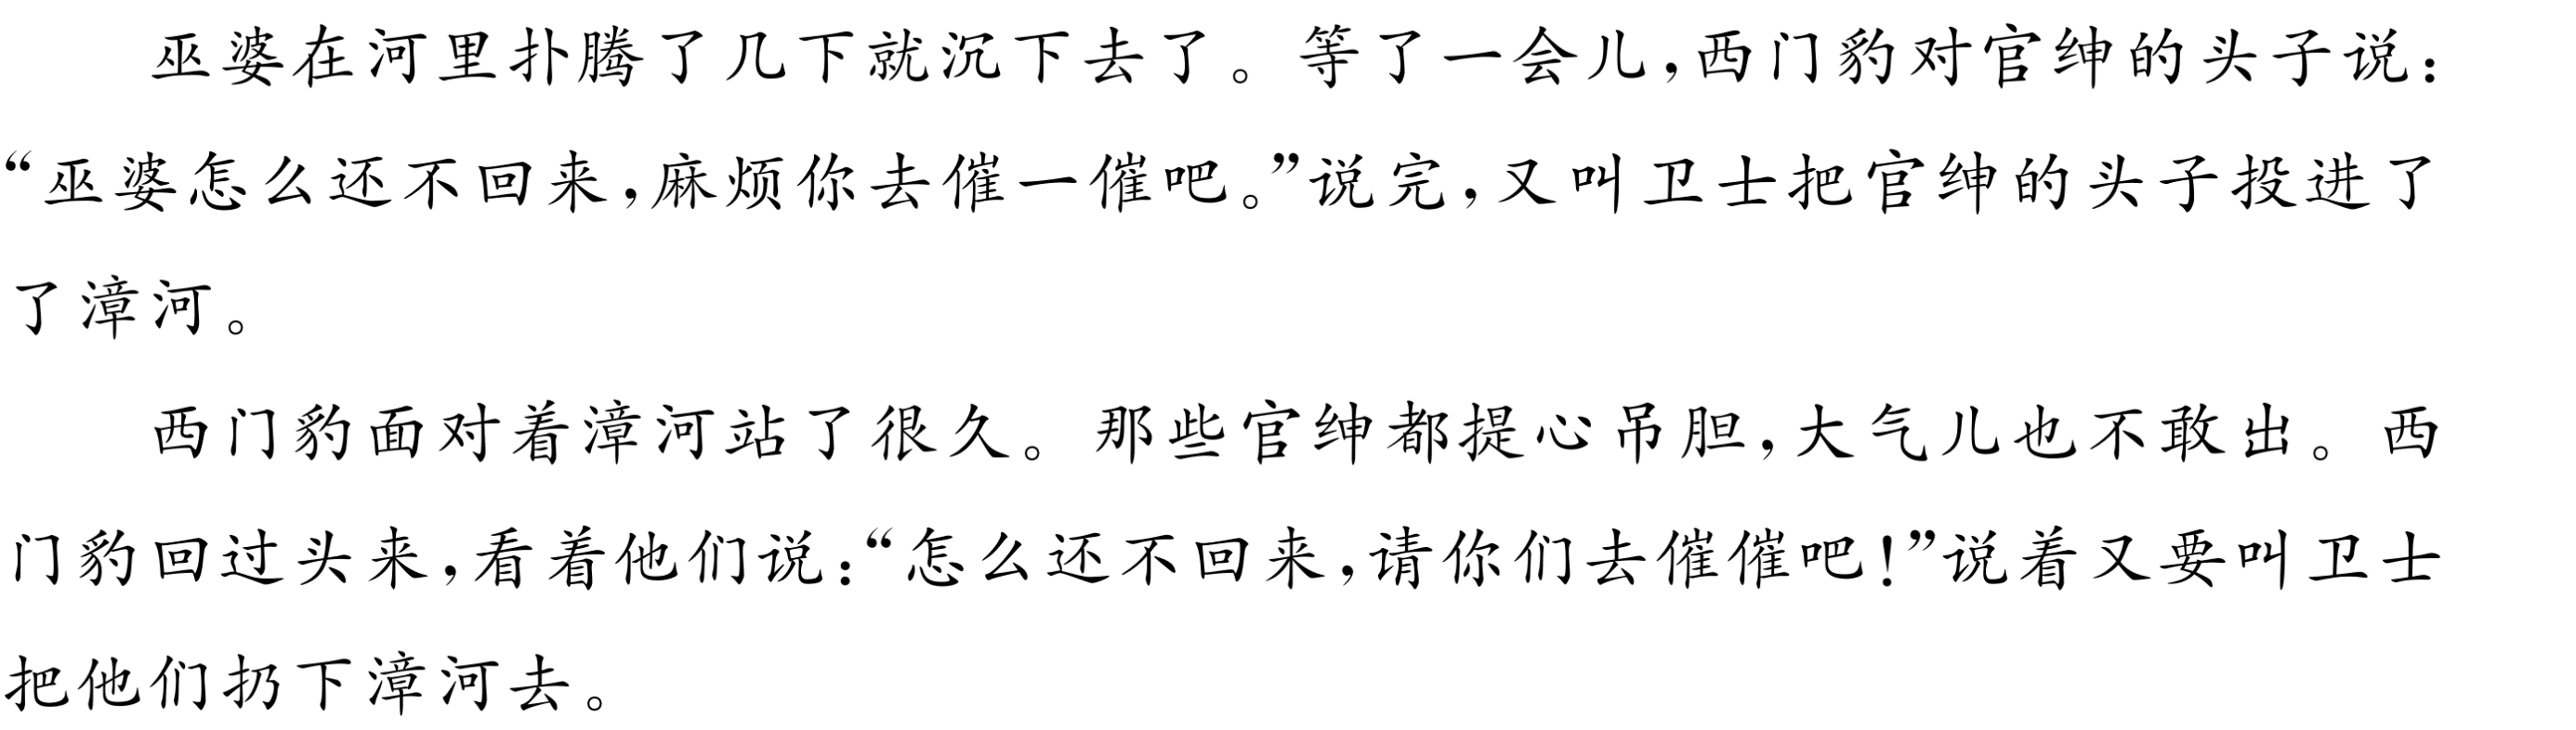 巫婆在河里扑腾了几下就沉下去了。等了一会儿,西门豹对官绅的头子说:
“巫婆怎么还不回来,麻烦你去催一催吧。”说完,又叫卫士把官绅的头子投进了
了漳河。
西门豹面对着漳河站了很久。那些官绅都提心吊胆,大气儿也不敢出。西
门豹回过头来,看着他们说:“怎么还不回来,请你们去催催吧!”说着又要叫卫士
把他们扔下漳河去。